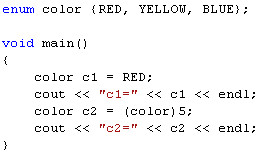 enum color {RED, YELLOW, BLUE};
void main()
{
color c1 = RED;
cout << "c1=" << c1 << endl;
color c2 = (color)5;
cout << "c2=" << c2 << endl;
}